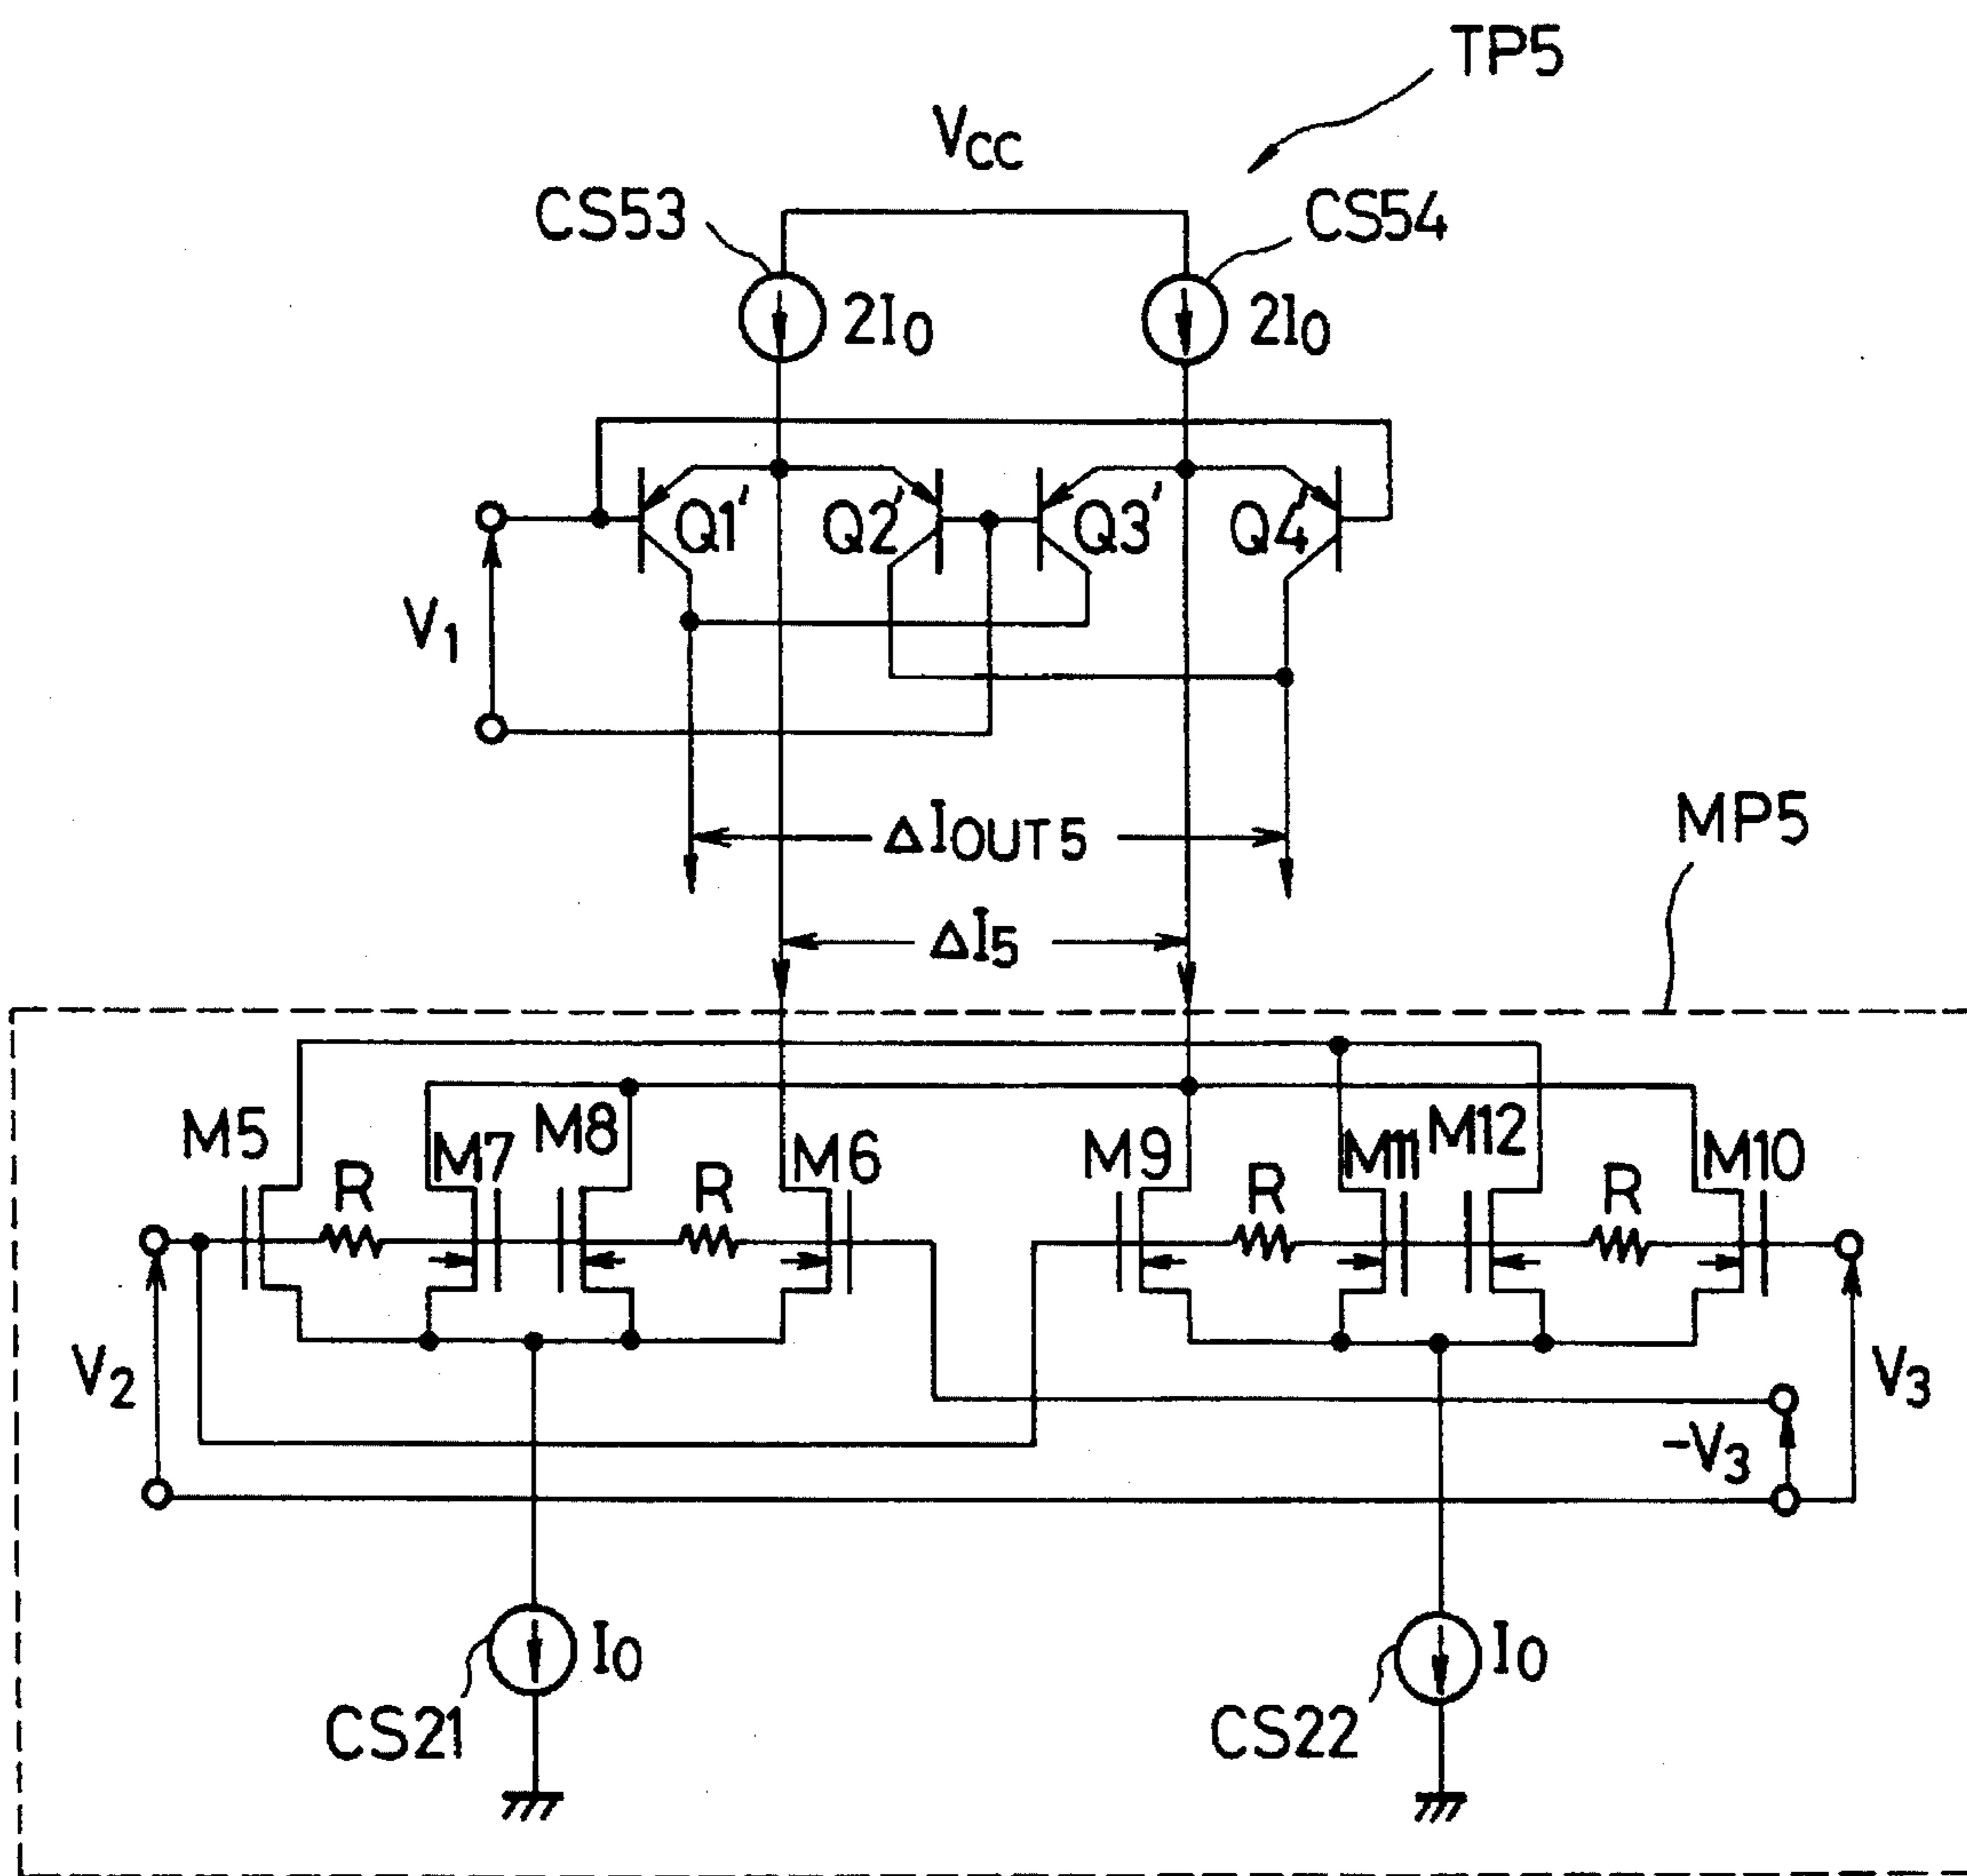 TP5
VCC
CS53
CS54
2I0
2I0
Q1'
Q2'
Q3'
Q4'
V1
ΔIOUT5
MP5
ΔI5
M5
R
M7
M8
R
M6
M9
R
M11
M12
R
M10
V2
V3
-V3
I0
I0
CS21
CS22